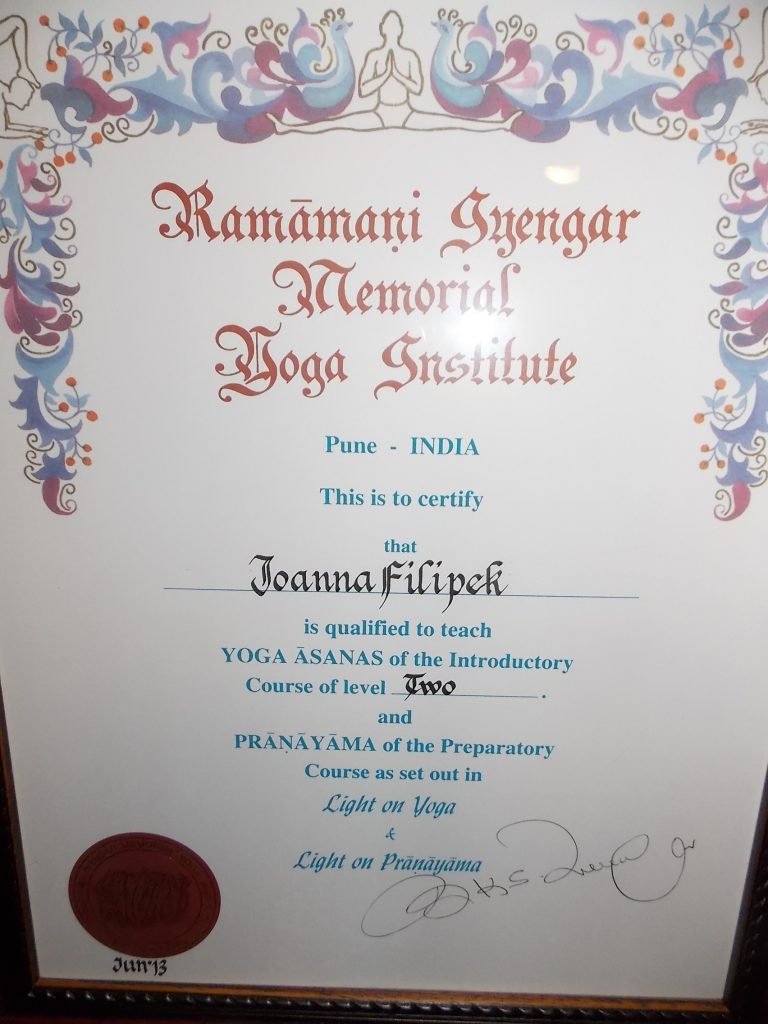 Ramāmaṇi Iyengar
Memorial
Yoga Institute
Pune - INDIA
This is to certify
that
Joanna Filipek
is qualified to teach
YOGA ĀSANAS of the Introductory
Course of level Two.
and
PRĀṆĀYĀMA of the Preparatory
Course as set out in
Light on Yoga
&
Light on Prāṇāyāma
Jun'13